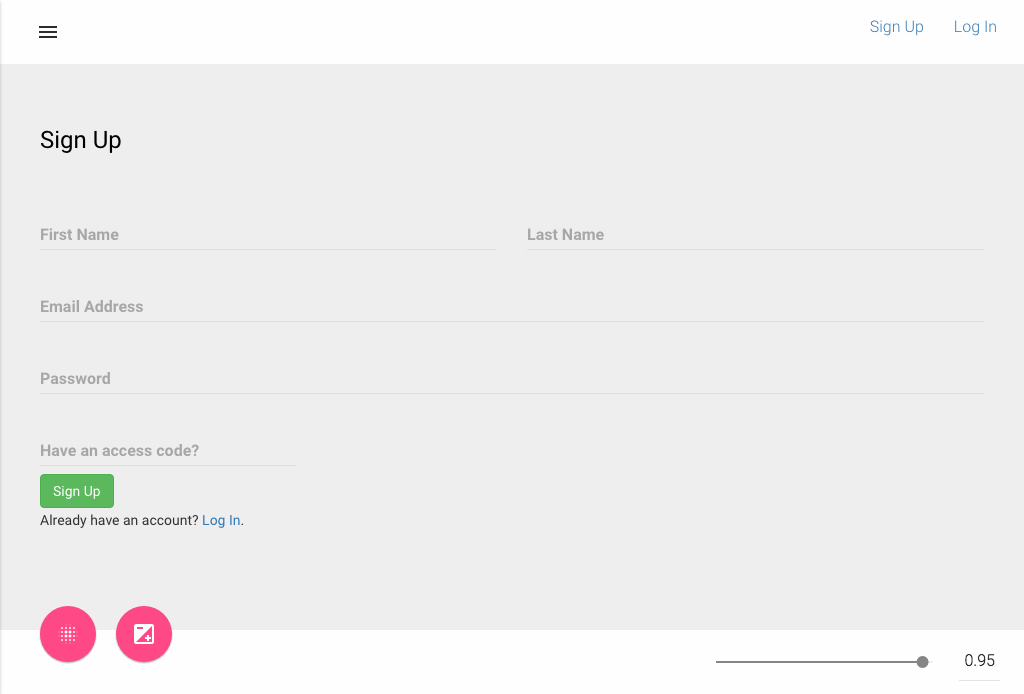 Sign Up Log In
Sign Up
First Name Last Name
Email Address
Password
Have an access code?
Sign Up
Already have an account? Log In.
0.95